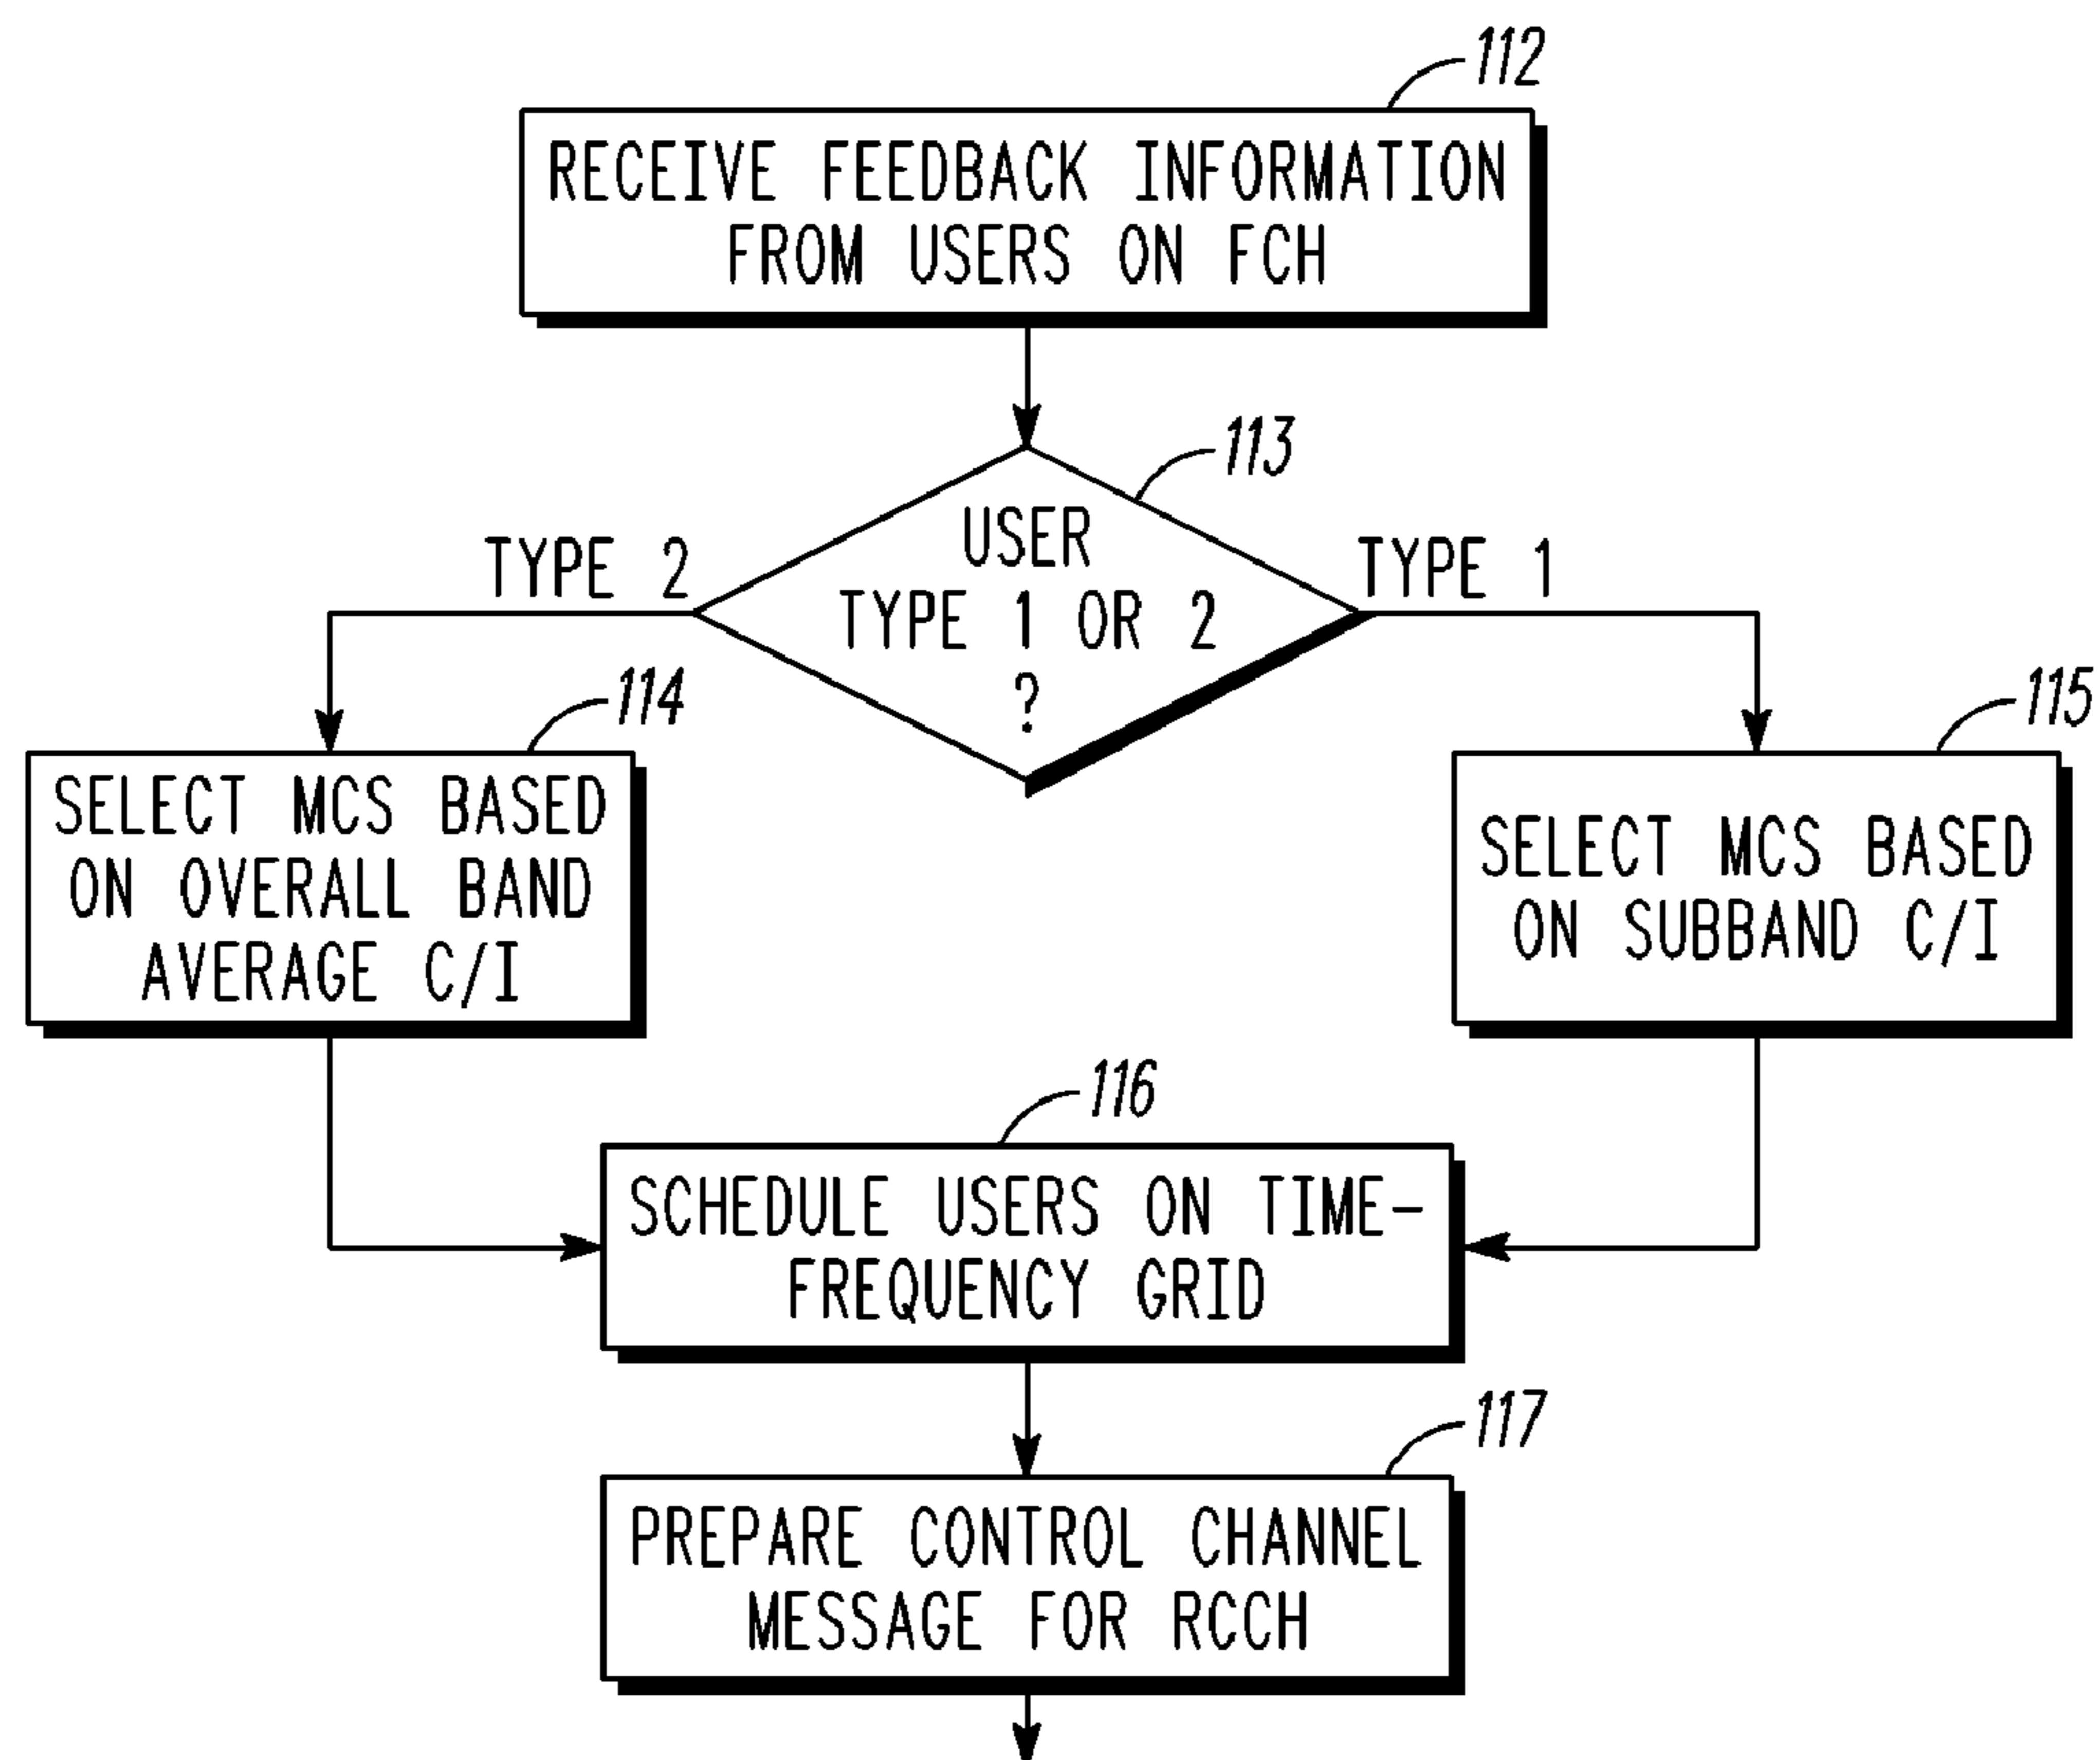 112
RECEIVE FEEDBACK INFORMATION
FROM USERS ON FCH
113
USER
TYPE 1 OR 2
?
TYPE 2
TYPE 1
114
SELECT MCS BASED
ON OVERALL BAND
AVERAGE C/I
115
SELECT MCS BASED
ON SUBBAND C/I
116
SCHEDULE USERS ON TIME-
FREQUENCY GRID
117
PREPARE CONTROL CHANNEL
MESSAGE FOR RCCH